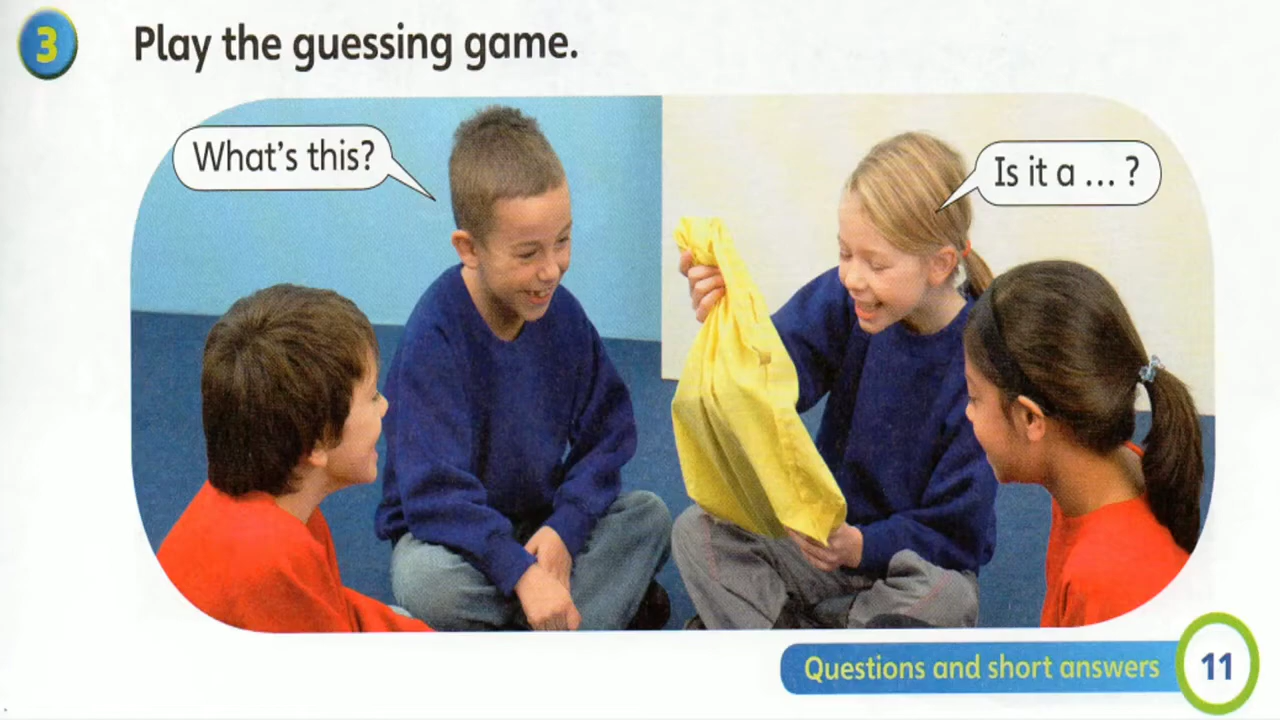 3 Play the guessing game.
What's this?
Is it a ... ?
Questions and short answers 11